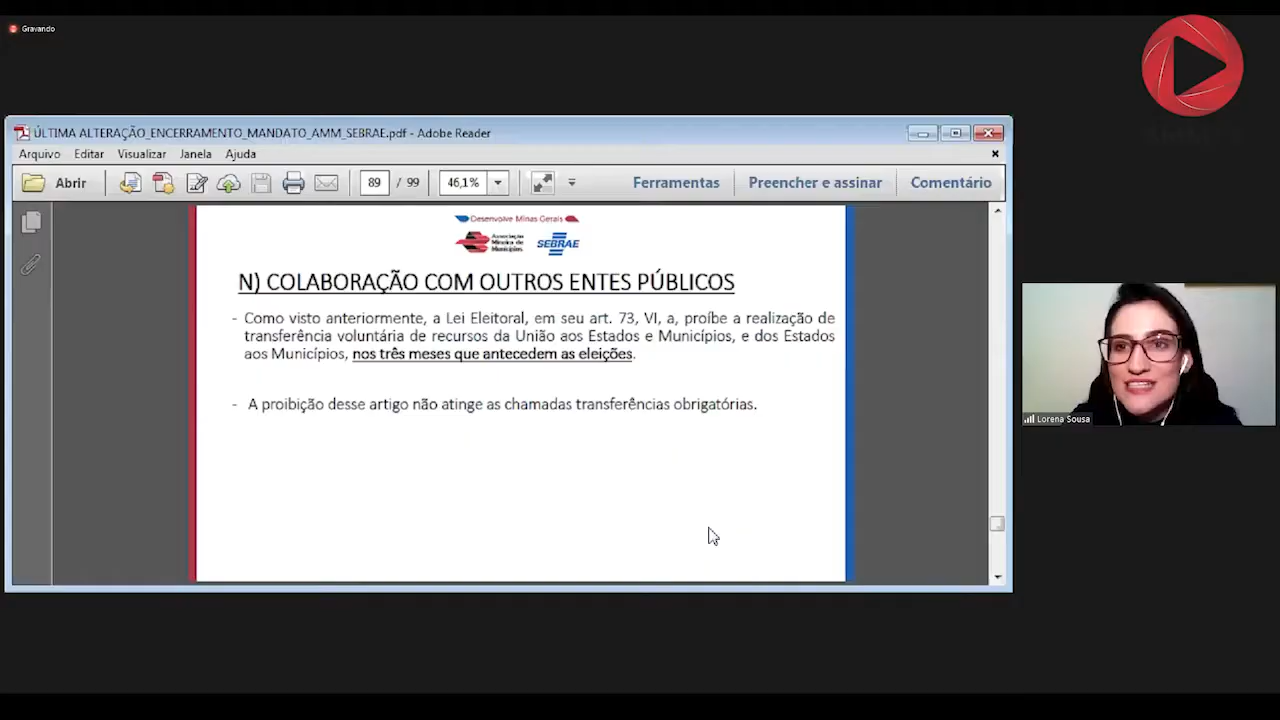 Gravando
ÚLTIMA ALTERAÇÃO_ENCERRAMENTO_MANDATO_AMM_SEBRAE.pdf - Adobe Reader
Arquivo Editar Visualizar Janela Ajuda
Abrir 89 / 99 46,1% Ferramentas Preencher e assinar Comentário
Desenvolve Minas Gerais
Associação
Mineira de
Municípios
SEBRAE
N) COLABORAÇÃO COM OUTROS ENTES PÚBLICOS
- Como visto anteriormente, a Lei Eleitoral, em seu art. 73, VI, a, proíbe a realização de
transferência voluntária de recursos da União aos Estados e Municípios, e dos Estados
aos Municípios, nos três meses que antecedem as eleições.
- A proibição desse artigo não atinge as chamadas transferências obrigatórias.
Lorena Sousa